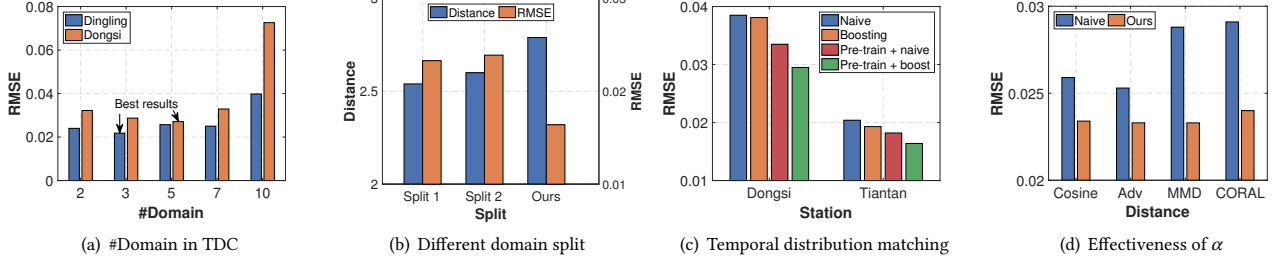 0.08
0.06
0.04
0.02
0
RMSE
Dingling
Dongsi
Best results
2 3 5 7 10
#Domain
(a) #Domain in TDC
2.5
2
Distance
Distance RMSE
0.02
0.01
RMSE
Split 1 Split 2 Ours
Split
(b) Different domain split
0.04
0.03
0.02
0.01
RMSE
Naive
Boosting
Pre-train + naive
Pre-train + boost
Dongsi Tiantan
Station
(c) Temporal distribution matching
0.03
0.025
0.02
RMSE
Naive Ours
Cosine Adv MMD CORAL
Distance
(d) Effectiveness of α